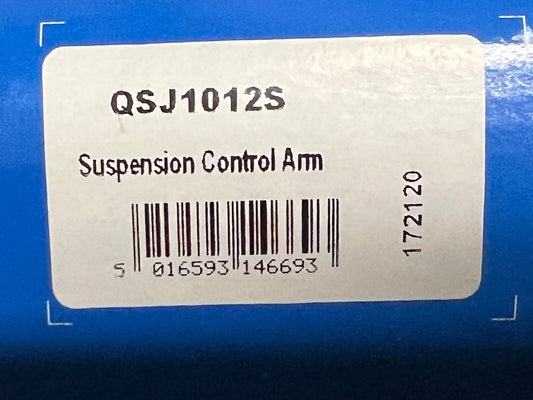 QSJ1012S
Suspension Control Arm
5 016593 146693
172120